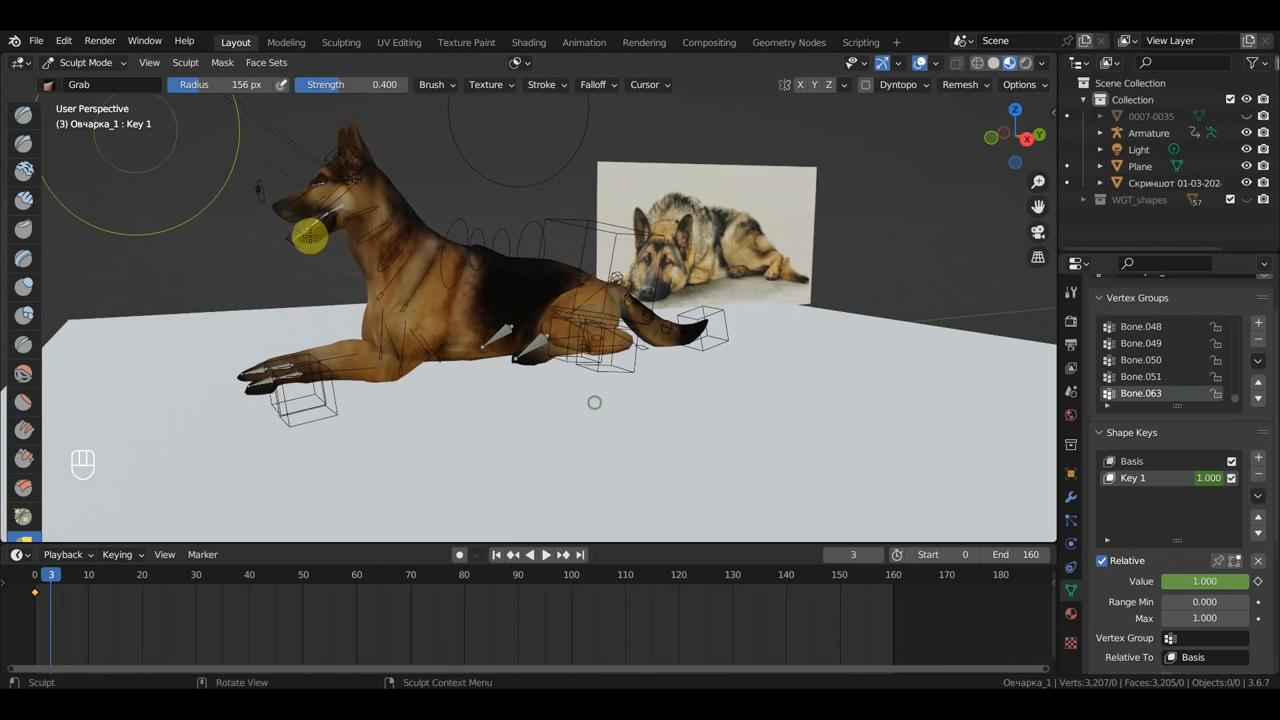 File Edit Render Window Help Layout Modeling Sculpting UV Editing Texture Paint Shading Animation Rendering Compositing Geometry Nodes Scripting + Scene View Layer
Sculpt Mode View Sculpt Mask Face Sets
Grab Radius 156 px Strength 0.400 Brush Texture Stroke Falloff Cursor X Y Z Dyntopo Remesh Options
User Perspective
(3) Овчарка_1 : Key 1
Z
Y
X
Scene Collection
Collection
0007-0035
Armature
Light
Plane
Скриншот 01-03-202
WGT_shapes 57
Vertex Groups
Bone.048
Bone.049
Bone.050
Bone.051
Bone.063
Shape Keys
Basis
Key 1 1.000
Relative
Value 1.000
Range Min 0.000
Max 1.000
Vertex Group
Relative To Basis
Playback Keying View Marker 3 Start 0 End 160
0 3 10 20 30 40 50 60 70 80 90 100 110 120 130 140 150 160 170 180
Sculpt Rotate View Sculpt Context Menu Овчарка_1 | Verts:3,207/0 | Faces:3,205/0 | Objects:0/0 | 3.6.7